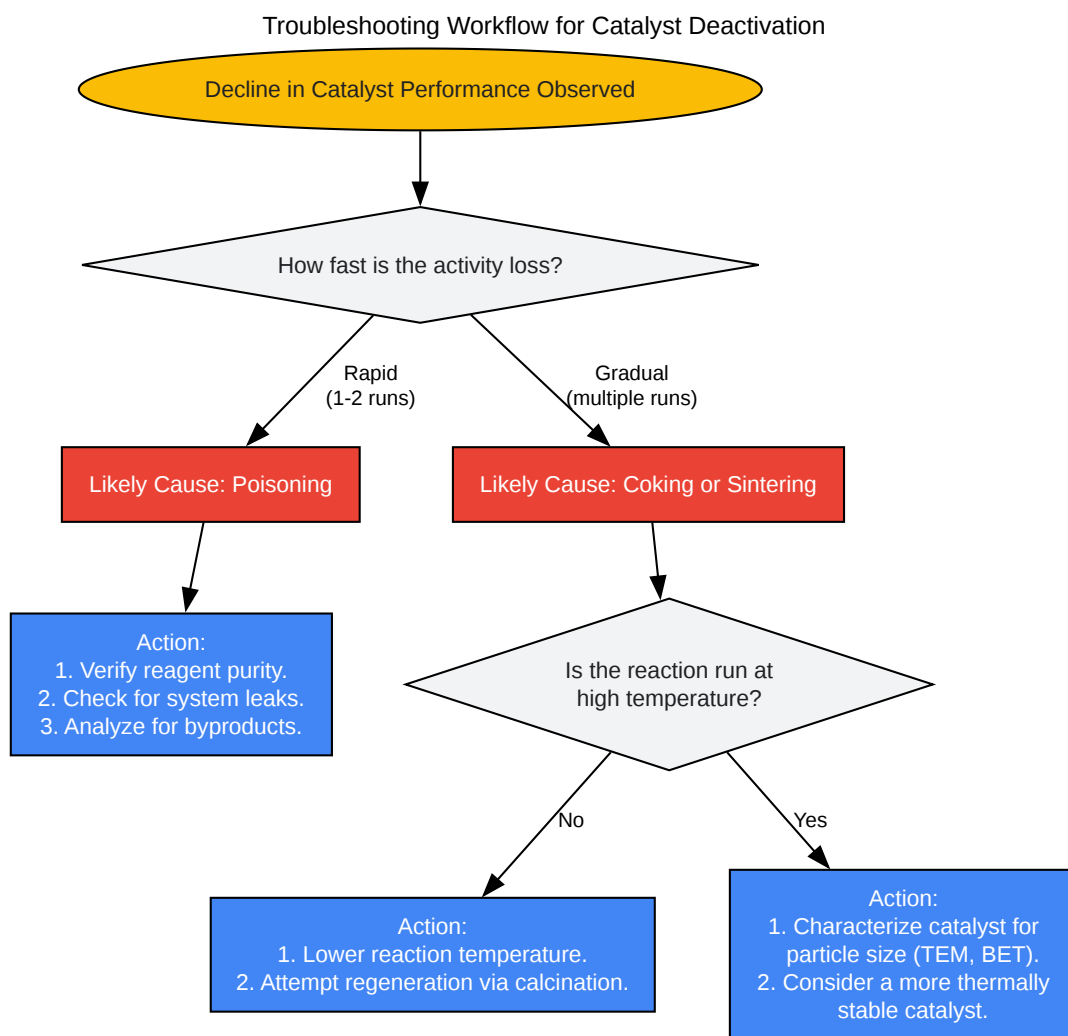 Troubleshooting Workflow for Catalyst Deactivation
Decline in Catalyst Performance Observed
How fast is the activity loss?
Rapid
(1-2 runs)
Gradual
(multiple runs)
Likely Cause: Poisoning
Likely Cause: Coking or Sintering
Action:
1. Verify reagent purity.
2. Check for system leaks.
3. Analyze for byproducts.
Is the reaction run at
high temperature?
No
Yes
Action:
1. Lower reaction temperature.
2. Attempt regeneration via calcination.
Action:
1. Characterize catalyst for
particle size (TEM, BET).
2. Consider a more thermally
stable catalyst.